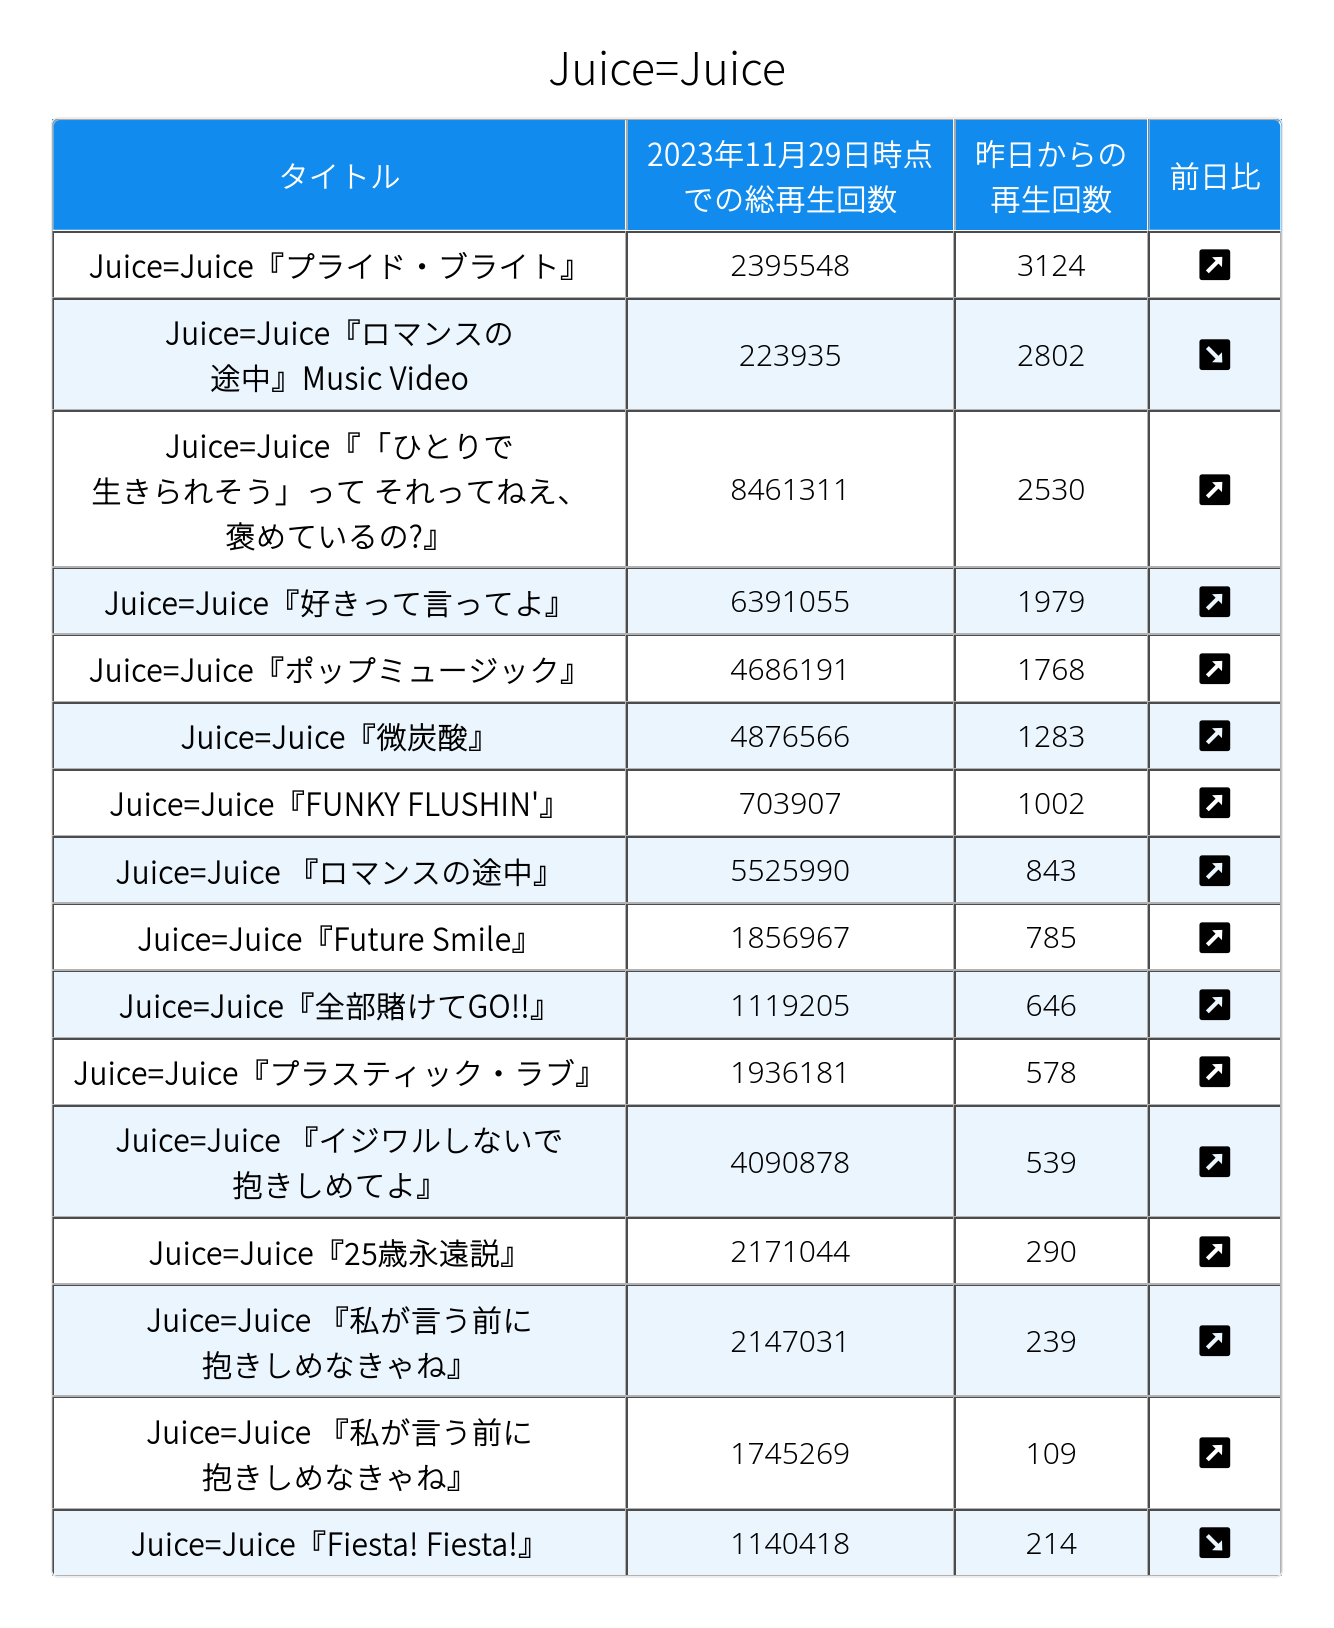 Juice=Juice
タイトル
2023年11月29日時点
での総再生回数
昨日からの
再生回数
前日比
Juice=Juice『プライド・ブライト』
2395548
3124
Juice=Juice『ロマンスの
途中』Music Video
223935
2802
Juice=Juice『「ひとりで
生きられそう」って それってねえ、
褒めているの?』
8461311
2530
Juice=Juice『好きって言ってよ』
6391055
1979
Juice=Juice『ポップミュージック』
4686191
1768
Juice=Juice『微炭酸』
4876566
1283
Juice=Juice『FUNKY FLUSHIN'』
703907
1002
Juice=Juice 『ロマンスの途中』
5525990
843
Juice=Juice『Future Smile』
1856967
785
Juice=Juice『全部賭けてGO!!』
1119205
646
Juice=Juice『プラスティック・ラブ』
1936181
578
Juice=Juice 『イジワルしないで
抱きしめてよ』
4090878
539
Juice=Juice『25歳永遠説』
2171044
290
Juice=Juice 『私が言う前に
抱きしめなきゃね』
2147031
239
Juice=Juice 『私が言う前に
抱きしめなきゃね』
1745269
109
Juice=Juice『Fiesta! Fiesta!』
1140418
214